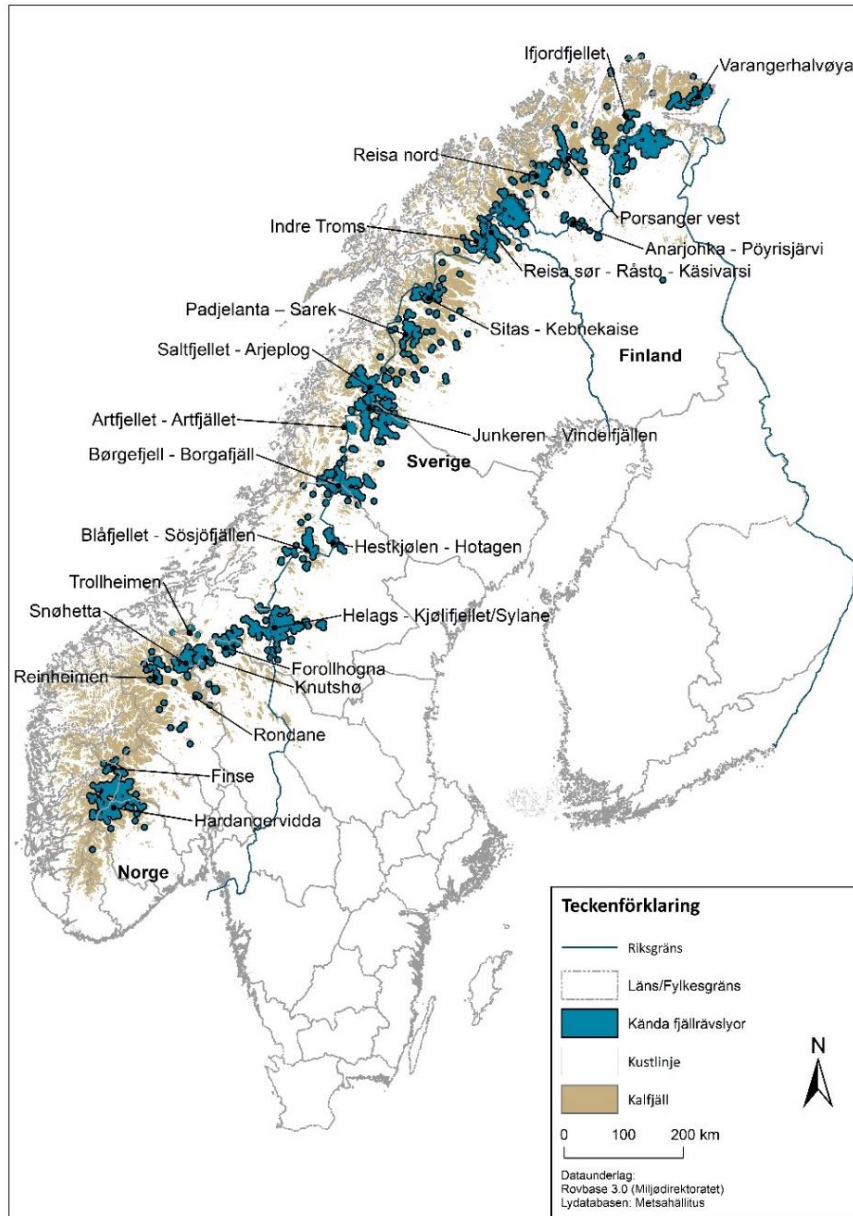 Ifjordfjellet
Varangerhalvøya
Reisa nord
Porsanger vest
Indre Troms
Anarjohka - Pöyrisjärvi
Reisa sør - Råsto - Käsivarsi
Padjelanta – Sarek
Sitas - Kebnekaise
Saltfjellet - Arjeplog
Finland
Artfjellet - Artfjället
Junkeren - Vindelfjällen
Børgefjell - Borgafjäll
Sverige
Blåfjellet - Sösjöfjällen
Hestkjølen - Hotagen
Trollheimen
Snøhetta
Helags - Kjølifjellet/Sylane
Reinheimen
Forollhogna
Knutshø
Rondane
Finse
Hardangervidda
Norge
Teckenförklaring
Riksgräns
Läns/Fylkesgräns
Kända fjällrävslyor
Kustlinje
Kalfjäll
N
0 100 200 km
Dataunderlag:
Rovbase 3.0 (Miljødirektoratet)
Lydatabasen: Metsahällitus